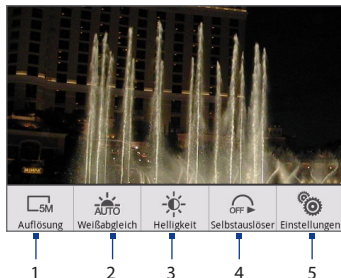 5M
AUTO
OFF
Auflösung Weißabgleich Helligkeit Selbstauslöser Einstellungen
1 2 3 4 5